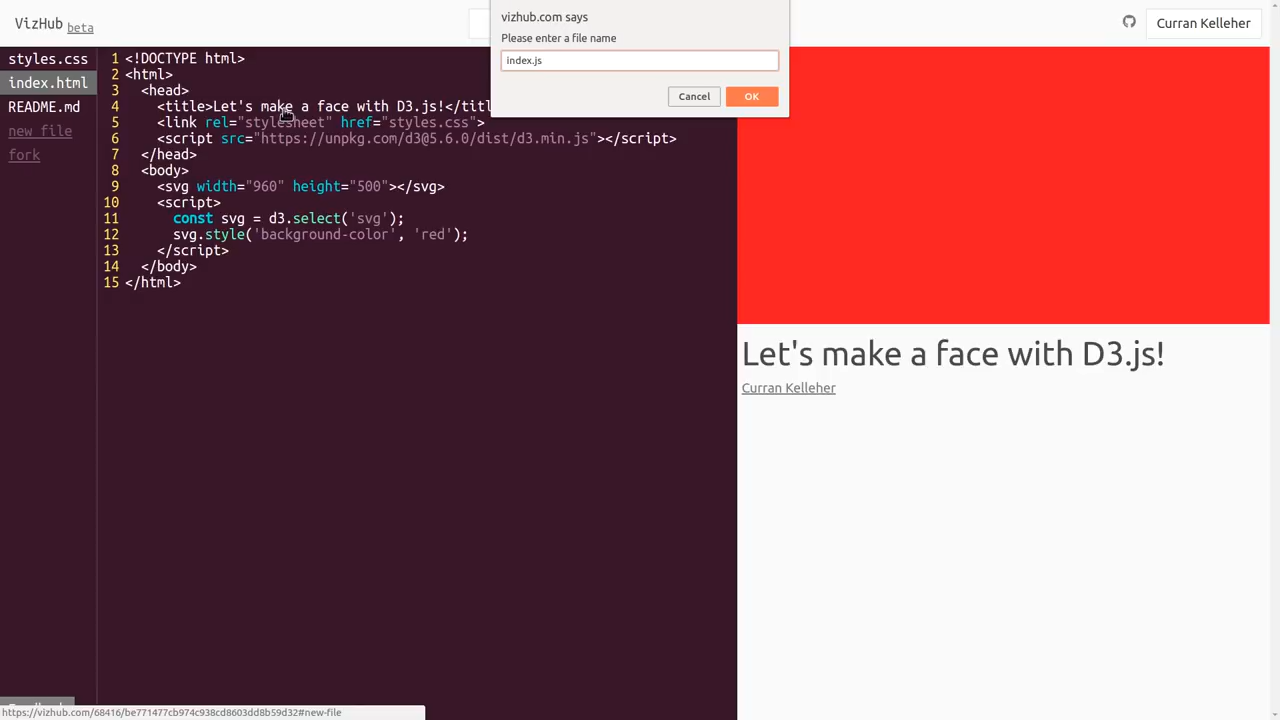 VizHub beta
vizhub.com says
Please enter a file name
index.js
Cancel
OK
Curran Kelleher
styles.css
index.html
README.md
new file
fork
1 <!DOCTYPE html>
2 <html>
3 <head>
4 <title>Let's make a face with D3.js!</titl
5 <link rel="stylesheet" href="styles.css">
6 <script src="https://unpkg.com/d3@5.6.0/dist/d3.min.js"></script>
7 </head>
8 <body>
9 <svg width="960" height="500"></svg>
10 <script>
11 const svg = d3.select('svg');
12 svg.style('background-color', 'red');
13 </script>
14 </body>
15 </html>
Let's make a face with D3.js!
Curran Kelleher
https://vizhub.com/68416/be771477cb974c938cd8603dd8b59d32#new-file